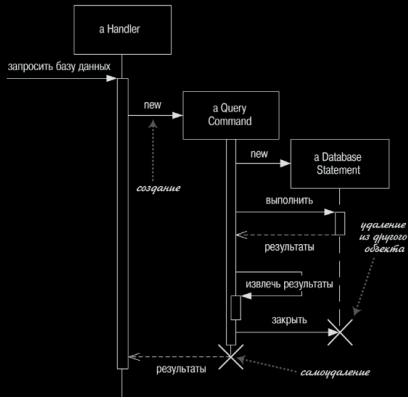 a Handler
запросить базу данных
new
a Query
Command
создание
new
a Database
Statement
выполнить
результаты
удаление
из другого
объекта
извлечь результаты
закрыть
результаты
самоудаление